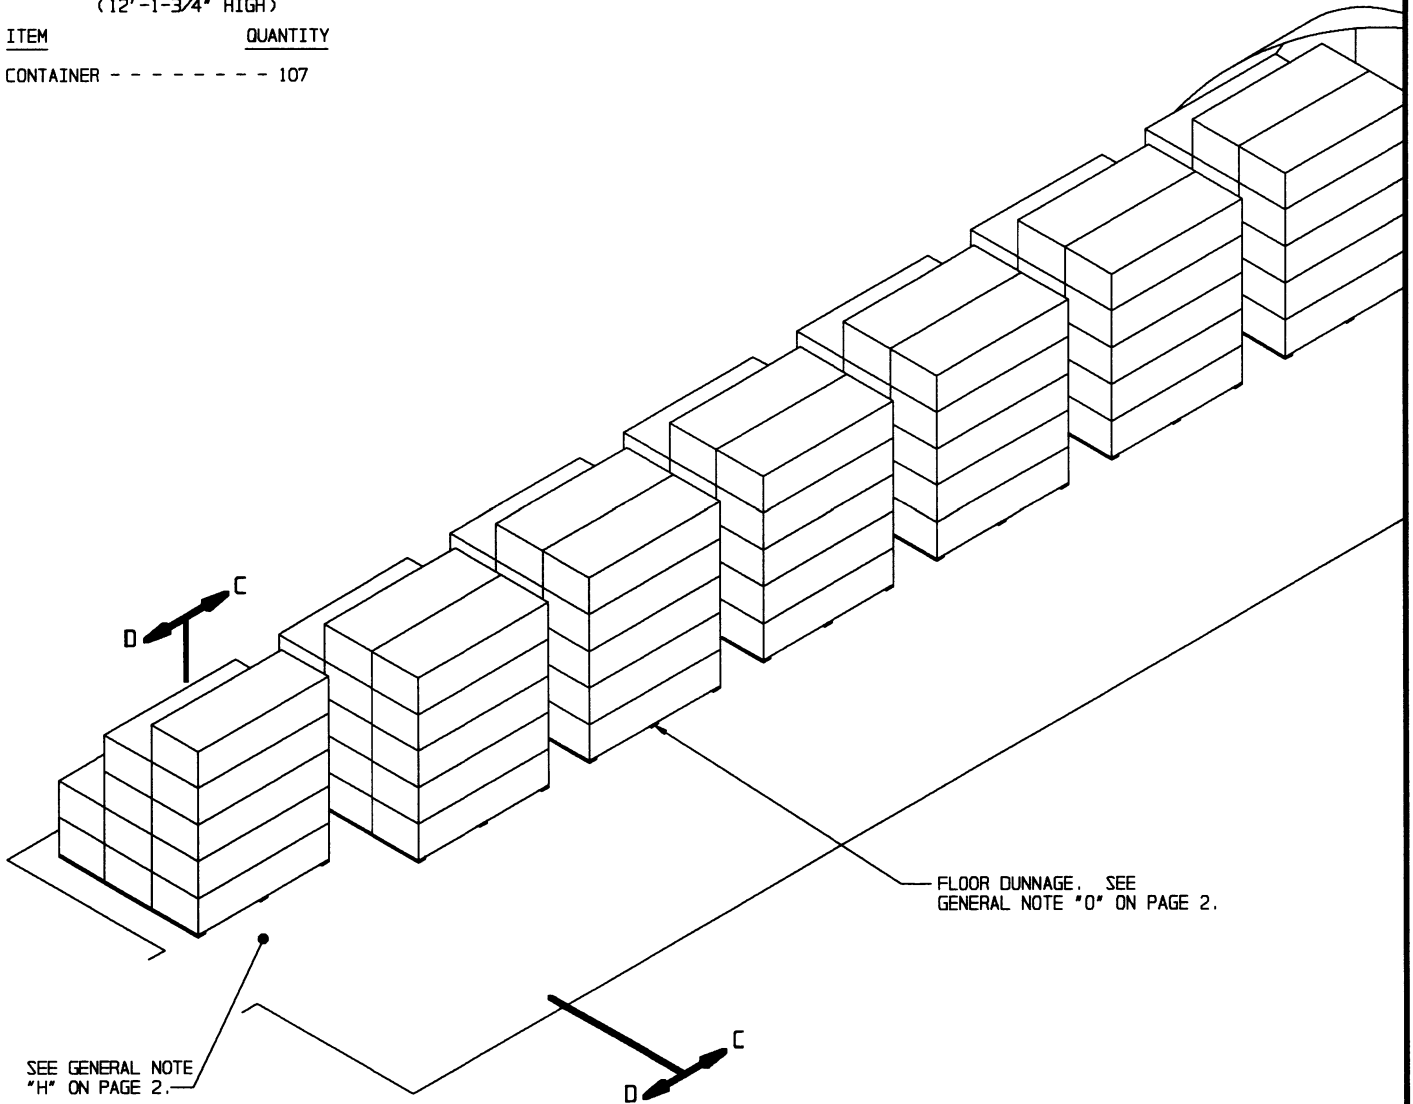 (12'-1-3/4" HIGH)
ITEM QUANTITY
CONTAINER - - - - - - - - - 107
C
D
FLOOR DUNNAGE. SEE
GENERAL NOTE "O" ON PAGE 2.
SEE GENERAL NOTE
"H" ON PAGE 2.
C
D